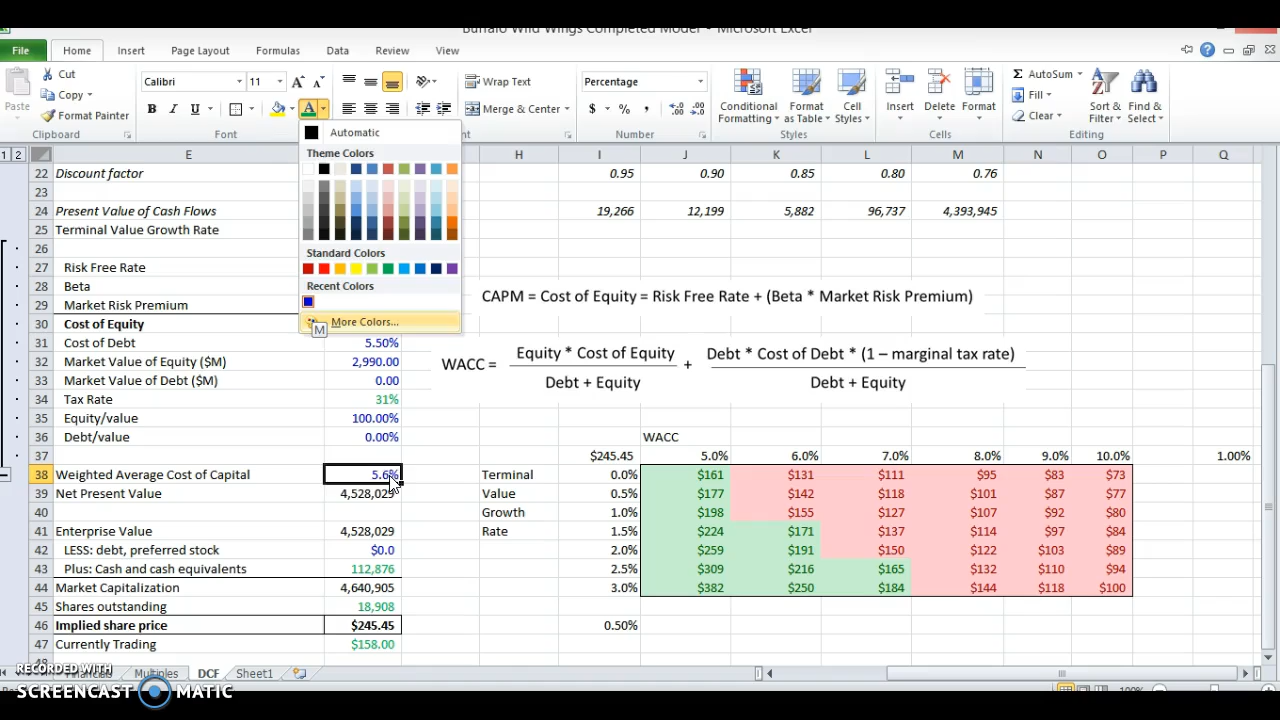 Buffalo Wild Wings Completed Model - Microsoft Excel
File Home Insert Page Layout Formulas Data Review View
Cut Calibri 11 Wrap Text Percentage AutoSum
Copy Fill
Paste Format Painter Merge & Center $ % , Conditional Formatting Format as Table Cell Styles Insert Delete Format Clear Sort & Filter Find & Select
Clipboard Font Number Styles Cells Editing
Automatic
Theme Colors
Standard Colors
Recent Colors
More Colors...
M
1 2 E H I J K L M N O P Q
22 Discount factor 0.95 0.90 0.85 0.80 0.76
23
24 Present Value of Cash Flows 19,266 12,199 5,882 96,737 4,393,945
25 Terminal Value Growth Rate
26
27 Risk Free Rate
28 Beta
29 Market Risk Premium
CAPM = Cost of Equity = Risk Free Rate + (Beta * Market Risk Premium)
30 Cost of Equity
31 Cost of Debt 5.50%
32 Market Value of Equity ($M) 2,990.00
33 Market Value of Debt ($M) 0.00
WACC = Equity * Cost of Equity + Debt * Cost of Debt * (1 – marginal tax rate)
Debt + Equity Debt + Equity
34 Tax Rate 31%
35 Equity/value 100.00%
36 Debt/value 0.00% WACC
37 $245.45 5.0% 6.0% 7.0% 8.0% 9.0% 10.0% 1.00%
38 Weighted Average Cost of Capital 5.6% Terminal 0.0% $161 $131 $111 $95 $83 $73
39 Net Present Value 4,528,029 Value 0.5% $177 $142 $118 $101 $87 $77
40 Growth 1.0% $198 $155 $127 $107 $92 $80
41 Enterprise Value 4,528,029 Rate 1.5% $224 $171 $137 $114 $97 $84
42 LESS: debt, preferred stock $0.0 2.0% $259 $191 $150 $122 $103 $89
43 Plus: Cash and cash equivalents 112,876 2.5% $309 $216 $165 $132 $110 $94
44 Market Capitalization 4,640,905 3.0% $382 $250 $184 $144 $118 $100
45 Shares outstanding 18,908
46 Implied share price $245.45 0.50%
47 Currently Trading $158.00
48
Financials Multiples DCF Sheet1
RECORDED WITH
SCREENCAST MATIC
100%